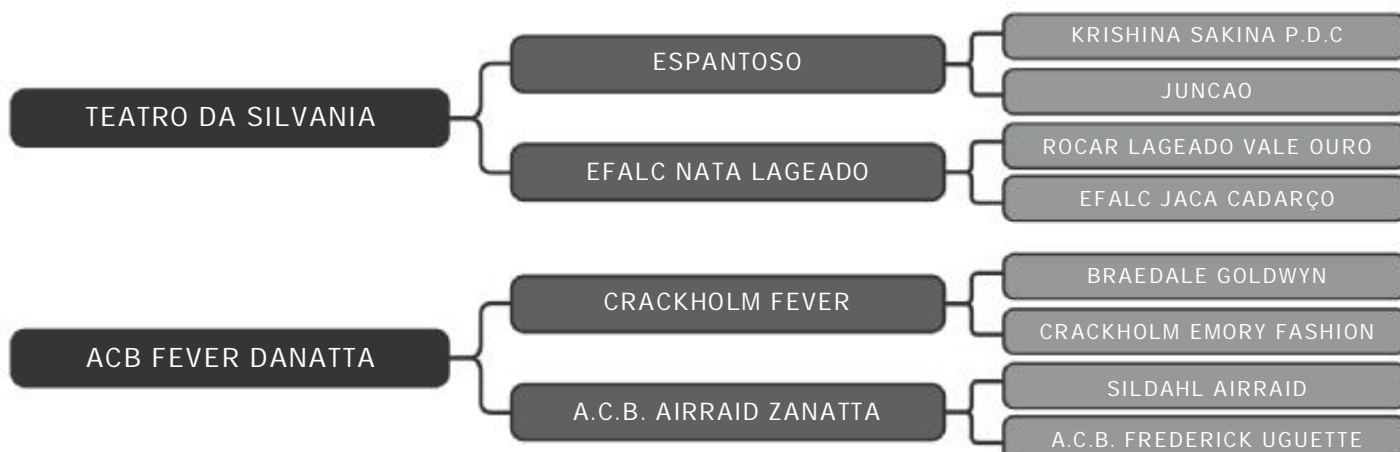 TEATRO DA SILVANIA
ESPANTOSO
KRISHINA SAKINA P.D.C
JUNCAO
EFALC NATA LAGEADO
ROCAR LAGEADO VALE OURO
EFALC JACA CADARÇO
ACB FEVER DANATTA
CRACKHOLM FEVER
BRAEDALE GOLDWYN
CRACKHOLM EMORY FASHION
A.C.B. AIRRAID ZANATTA
SILDAHL AIRRAID
A.C.B. FREDERICK UGUETTE